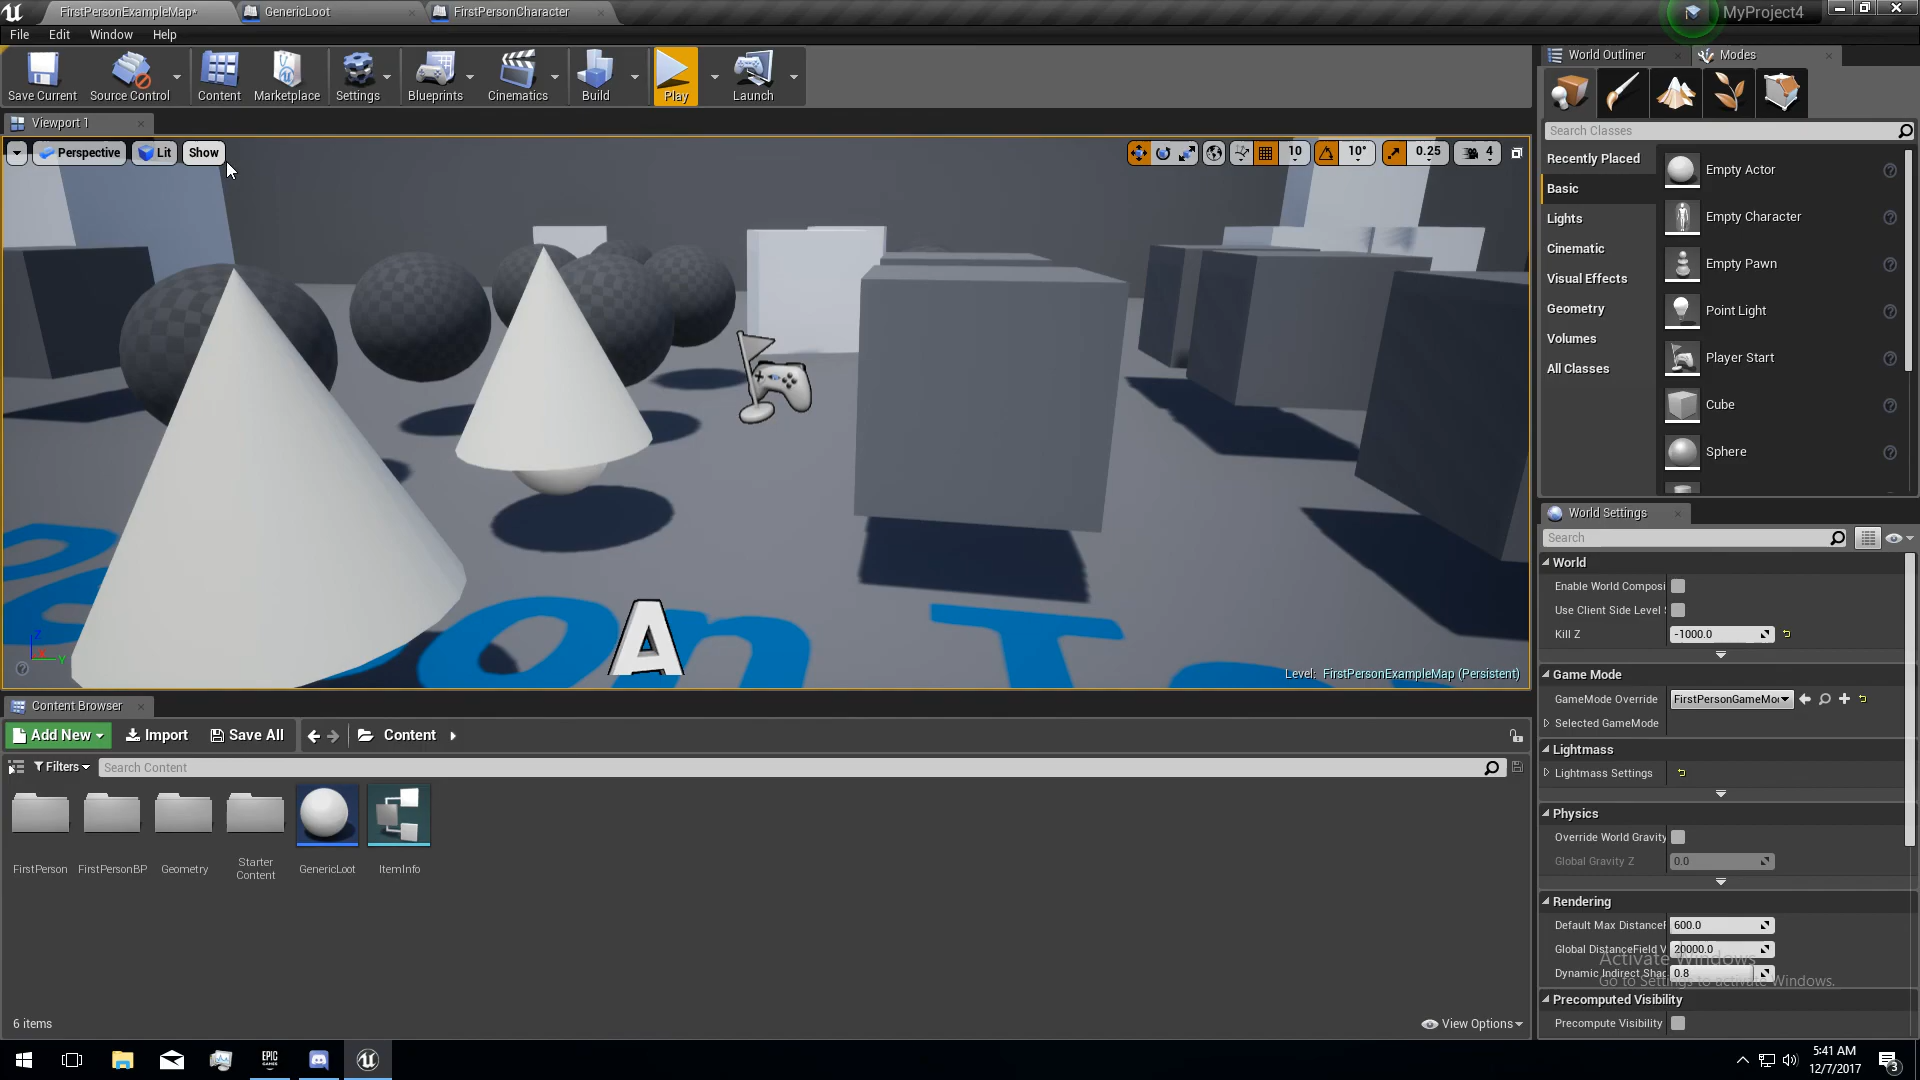 FirstPersonExampleMap*
GenericLoot
FirstPersonCharacter
MyProject4
File Edit Window Help
Save Current
Source Control
Content
Marketplace
Settings
Blueprints
Cinematics
Build
Play
Launch
World Outliner
Modes
Search Classes
Viewport 1
Perspective
Lit
Show
10
10°
0.25
4
Recently Placed
Basic
Lights
Cinematic
Visual Effects
Geometry
Volumes
All Classes
Empty Actor
Empty Character
Empty Pawn
Point Light
Player Start
Cube
Sphere
A
on
Z
X
Y
Level: FirstPersonExampleMap (Persistent)
World Settings
Search
World
Enable World Composi
Use Client Side Level
Kill Z
-1000.0
Game Mode
GameMode Override
FirstPersonGameMo
Selected GameMode
Lightmass
Lightmass Settings
Physics
Override World Gravity
Global Gravity Z
0.0
Rendering
Default Max DistanceF
600.0
Global DistanceField V
20000.0
Dynamic Indirect Shad
0.8
Precomputed Visibility
Precompute Visibility
Activate Windows
Go to Settings to activate Windows.
Content Browser
Add New
Import
Save All
Content
Filters
Search Content
FirstPerson
FirstPersonBP
Geometry
Starter
Content
GenericLoot
ItemInfo
6 items
View Options
EPIC
GAMES
5:41 AM
12/7/2017
3